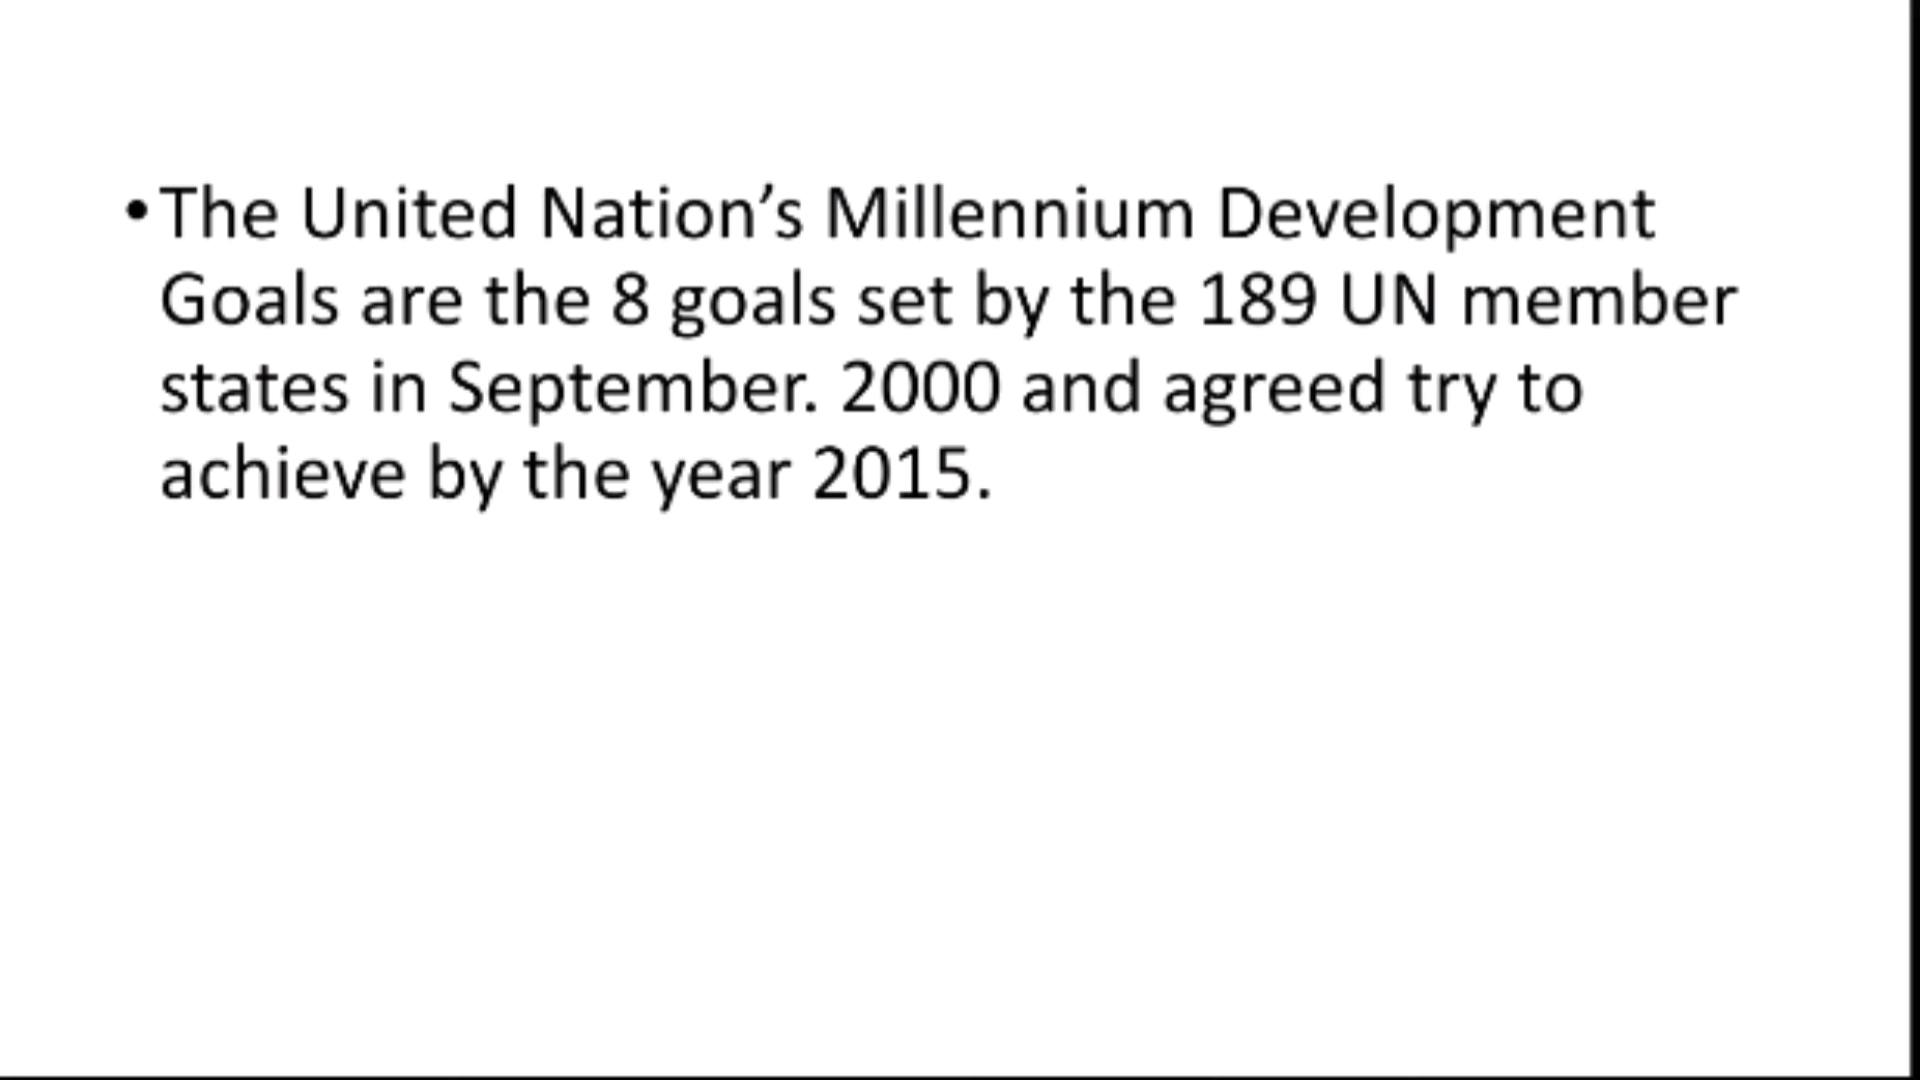 •The United Nation’s Millennium Development
Goals are the 8 goals set by the 189 UN member
states in September. 2000 and agreed try to
achieve by the year 2015.